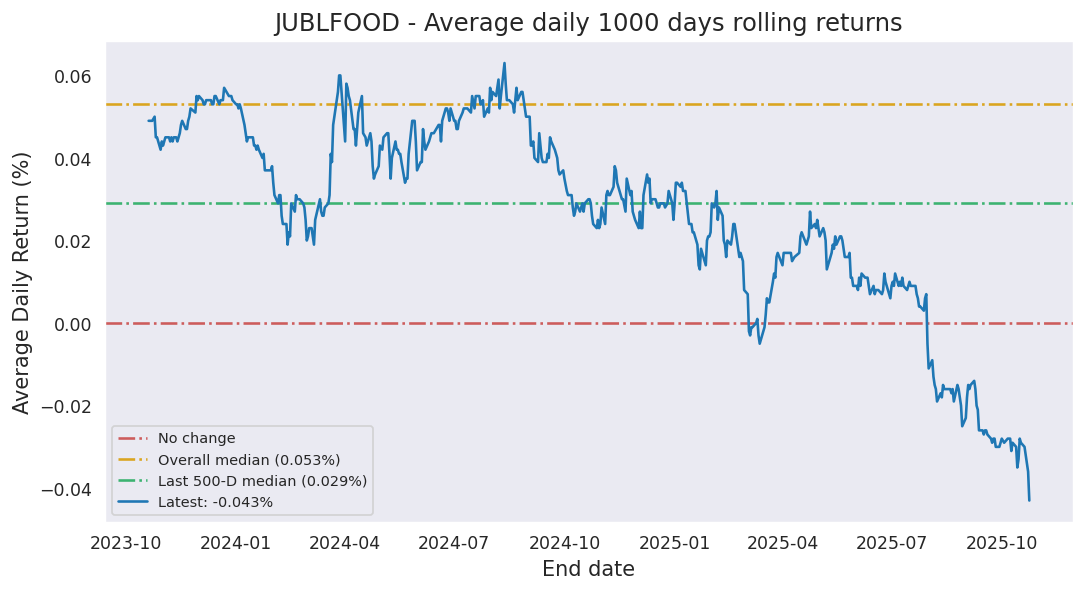 JUBLFOOD - Average daily 1000 days rolling returns
Average Daily Return (%)
0.06
0.04
0.02
0.00
−0.02
−0.04
No change
Overall median (0.053%)
Last 500-D median (0.029%)
Latest: -0.043%
2023-10 2024-01 2024-04 2024-07 2024-10 2025-01 2025-04 2025-07 2025-10
End date